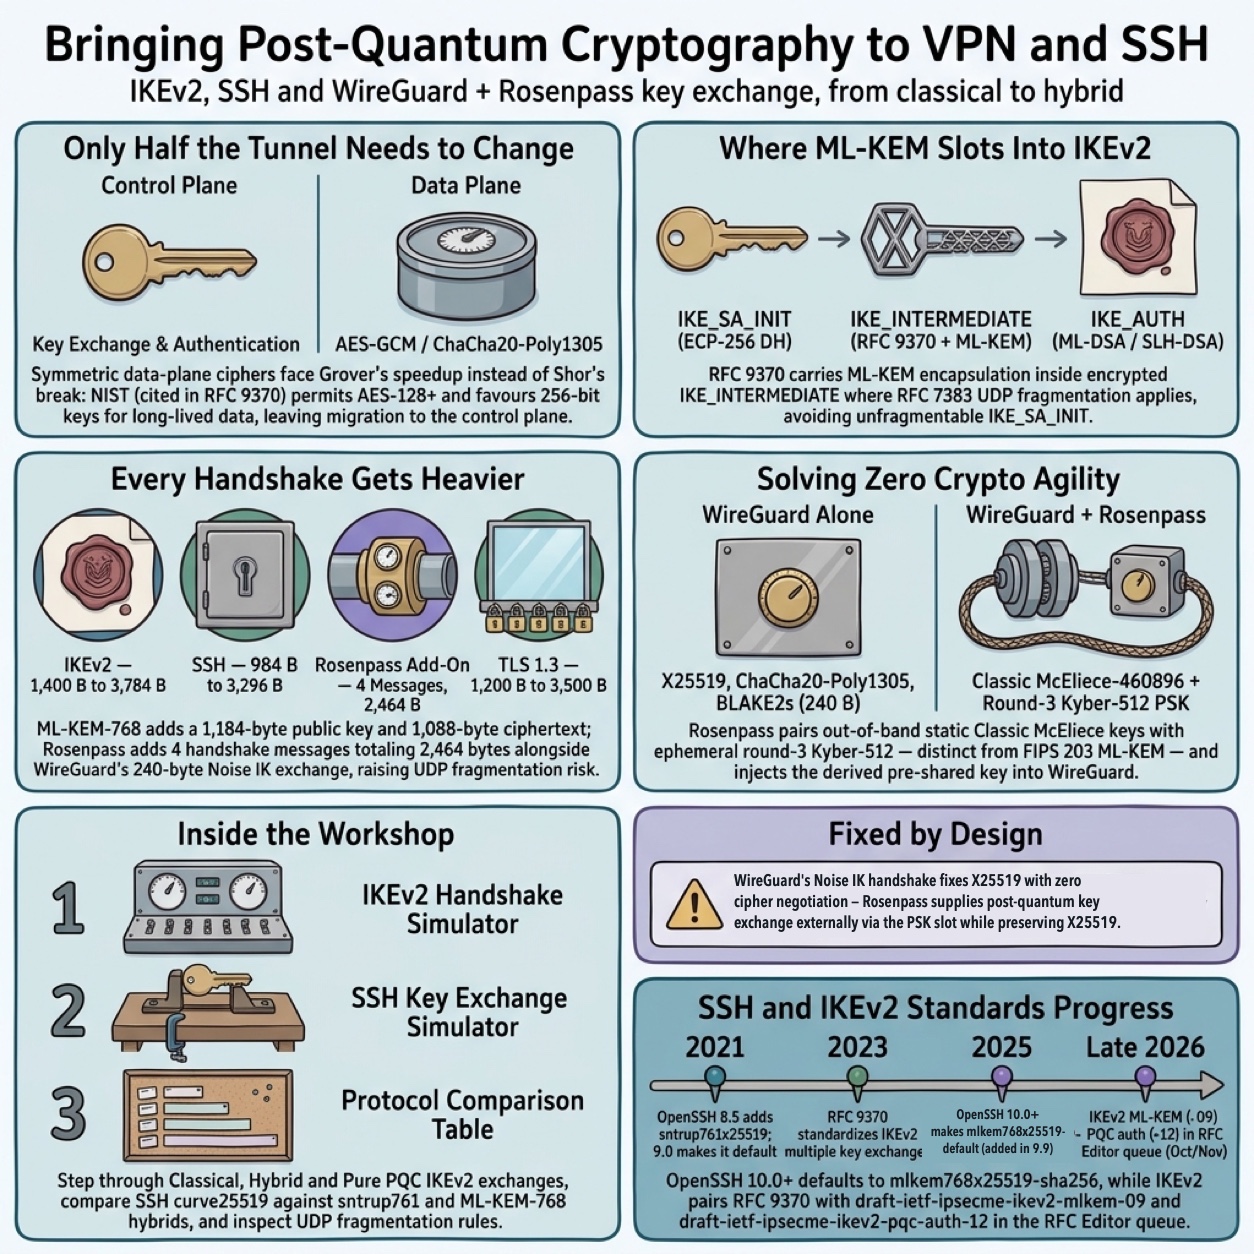 Bringing Post-Quantum Cryptography to VPN and SSH
IKEv2, SSH and WireGuard + Rosenpass key exchange, from classical to hybrid
Only Half the Tunnel Needs to Change
Control Plane
Data Plane
Key Exchange & Authentication
AES-GCM / ChaCha20-Poly1305
Symmetric data-plane ciphers face Grover's speedup instead of Shor's
break: NIST (cited in RFC 9370) permits AES-128+ and favours 256-bit
keys for long-lived data, leaving migration to the control plane.
Where ML-KEM Slots Into IKEv2
IKE_SA_INIT
(ECP-256 DH)
IKE_INTERMEDIATE
(RFC 9370 + ML-KEM)
IKE_AUTH
(ML-DSA / SLH-DSA)
RFC 9370 carries ML-KEM encapsulation inside encrypted
IKE_INTERMEDIATE where RFC 7383 UDP fragmentation applies,
avoiding unfragmentable IKE_SA_INIT.
Every Handshake Gets Heavier
IKEv2 —
1,400 B to 3,784 B
SSH — 984 B
to 3,296 B
Rosenpass Add-On
— 4 Messages,
2,464 B
TLS 1.3 —
1,200 B to 3,500 B
ML-KEM-768 adds a 1,184-byte public key and 1,088-byte ciphertext;
Rosenpass adds 4 handshake messages totaling 2,464 bytes alongside
WireGuard's 240-byte Noise IK exchange, raising UDP fragmentation risk.
Solving Zero Crypto Agility
WireGuard Alone
WireGuard + Rosenpass
X25519, ChaCha20-Poly1305,
BLAKE2s (240 B)
Classic McEliece-460896 +
Round-3 Kyber-512 PSK
Rosenpass pairs out-of-band static Classic McEliece keys with
ephemeral round-3 Kyber-512 — distinct from FIPS 203 ML-KEM — and
injects the derived pre-shared key into WireGuard.
Inside the Workshop
1
IKEv2 Handshake
Simulator
2
SSH Key Exchange
Simulator
3
Protocol Comparison
Table
Step through Classical, Hybrid and Pure PQC IKEv2 exchanges,
compare SSH curve25519 against sntrup761 and ML-KEM-768
hybrids, and inspect UDP fragmentation rules.
Fixed by Design
WireGuard's Noise IK handshake fixes X25519 with zero
cipher negotiation – Rosenpass supplies post-quantum key
exchange externally via the PSK slot while preserving X25519.
SSH and IKEv2 Standards Progress
2021
2023
2025
Late 2026
OpenSSH 8.5 adds
sntrup761x25519;
9.0 makes it default
RFC 9370
standardizes IKEv2
multiple key exchange
OpenSSH 10.0+
makes mlkem768x25519-
default (added in 9.9)
IKEv2 ML-KEM (-09)
PQC auth (-12) in RFC
Editor queue (Oct/Nov)
OpenSSH 10.0+ defaults to mlkem768x25519-sha256, while IKEv2
pairs RFC 9370 with draft-ietf-ipsecme-ikev2-mlkem-09 and
draft-ietf-ipsecme-ikev2-pqc-auth-12 in the RFC Editor queue.